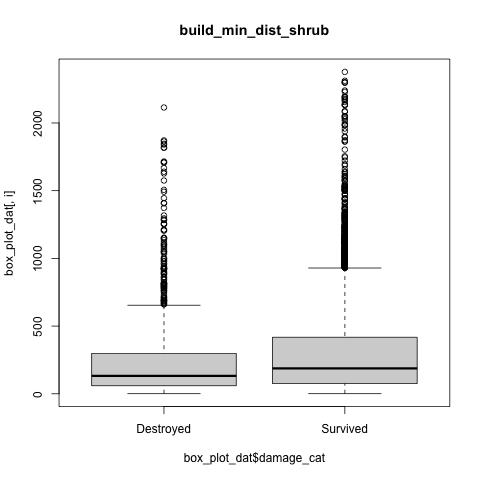 build_min_dist_shrub
box_plot_dat[, i]
2000
1500
1000
500
0
Destroyed
Survived
box_plot_dat$damage_cat